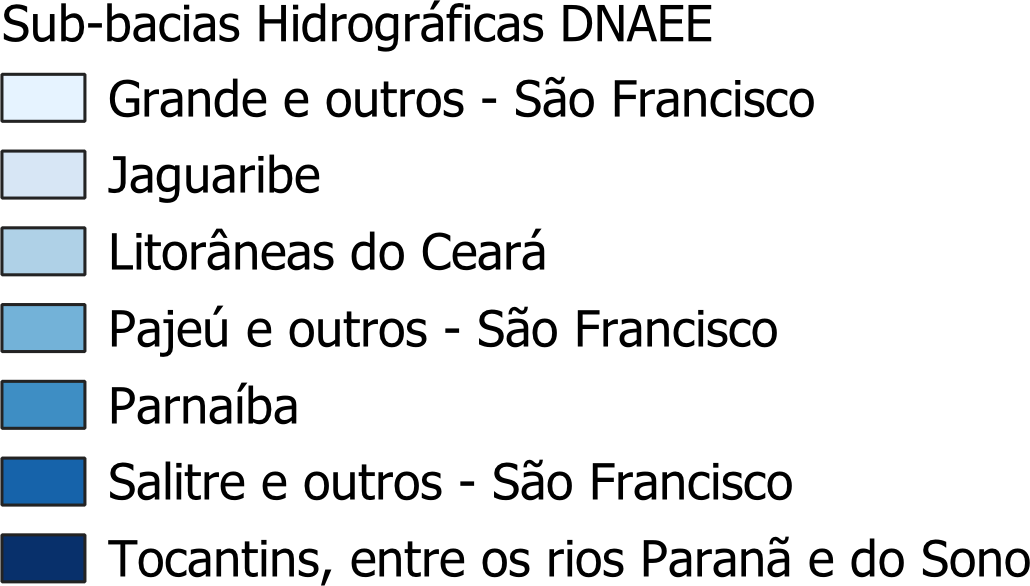 Sub-bacias Hidrográficas DNAEE
Grande e outros - São Francisco
Jaguaribe
Litorâneas do Ceará
Pajeú e outros - São Francisco
Parnaíba
Salitre e outros - São Francisco
Tocantins, entre os rios Paranã e do Sono